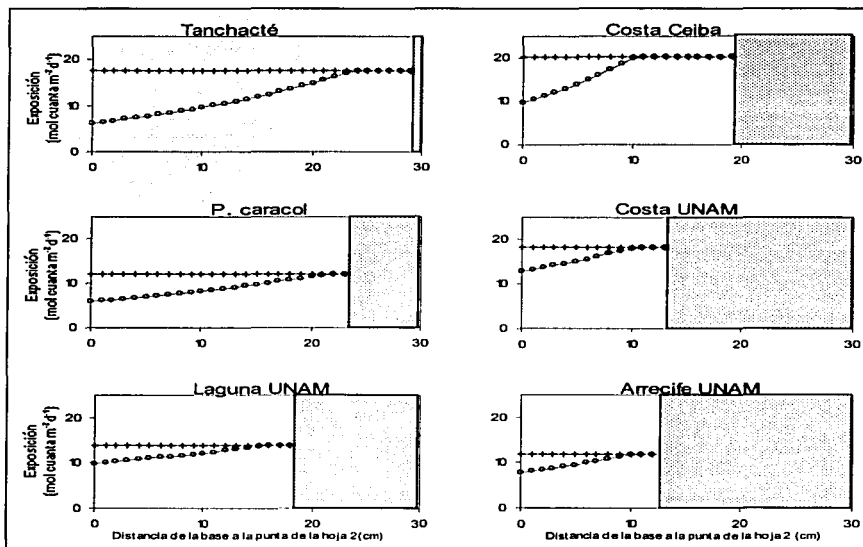 Tanchacté
Exposición
(mol cuanta m⁻² d⁻¹)
20
10
0
0 10 20 30
Costa Ceiba
20
10
0
0 10 20 30
P. caracol
Exposición
(mol cuanta m⁻² d⁻¹)
20
10
0
0 10 20 30
Costa UNAM
20
10
0
0 10 20 30
Laguna UNAM
Exposición
(mol cuanta m⁻² d⁻¹)
20
10
0
0 10 20 30
Distancia de la base a la punta de la hoja 2 (cm)
Arrecife UNAM
20
10
0
0 10 20 30
Distancia de la base a la punta de la hoja 2 (cm)